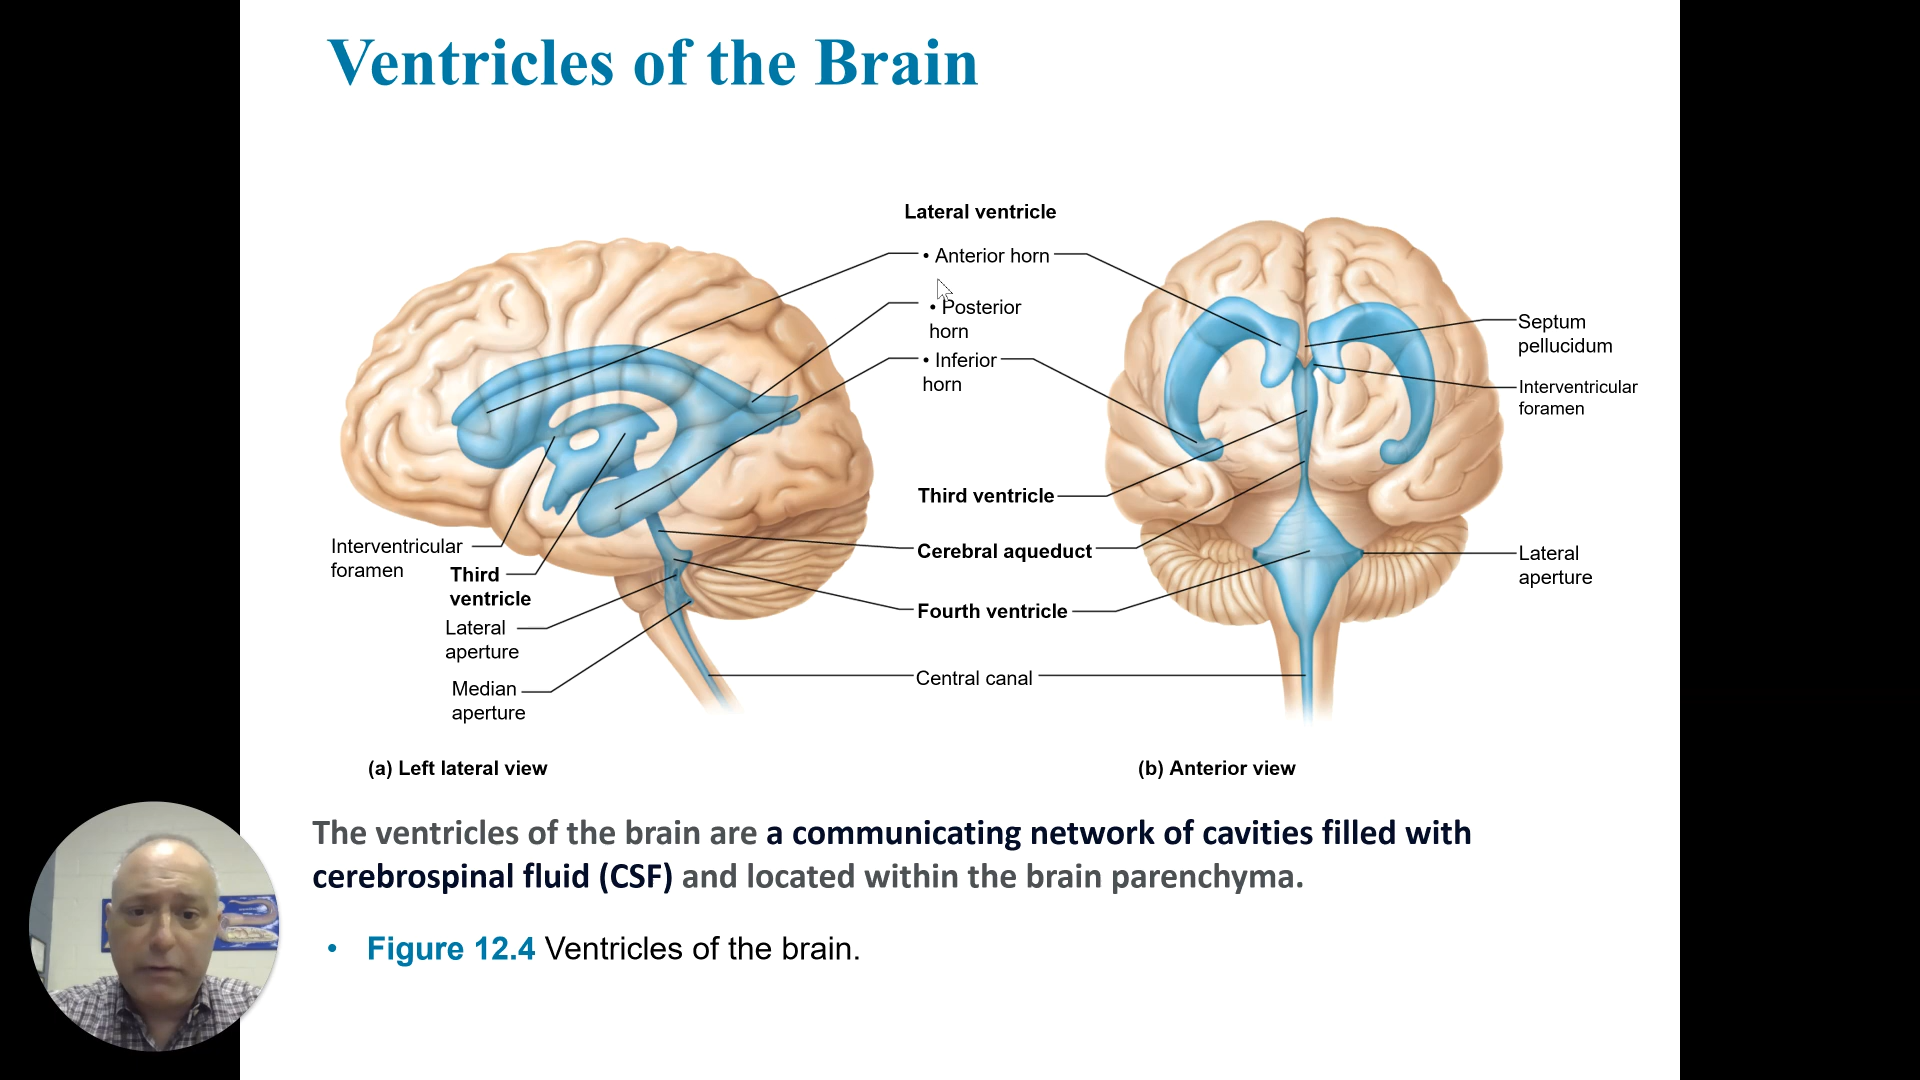 Ventricles of the Brain
Lateral ventricle
• Anterior horn
• Posterior
horn
• Inferior
horn
Septum
pellucidum
Interventricular
foramen
Third ventricle
Cerebral aqueduct
Fourth ventricle
Central canal
Lateral
aperture
Interventricular
foramen
Third
ventricle
Lateral
aperture
Median
aperture
(a) Left lateral view
(b) Anterior view
The ventricles of the brain are a communicating network of cavities filled with
cerebrospinal fluid (CSF) and located within the brain parenchyma.
• Figure 12.4 Ventricles of the brain.